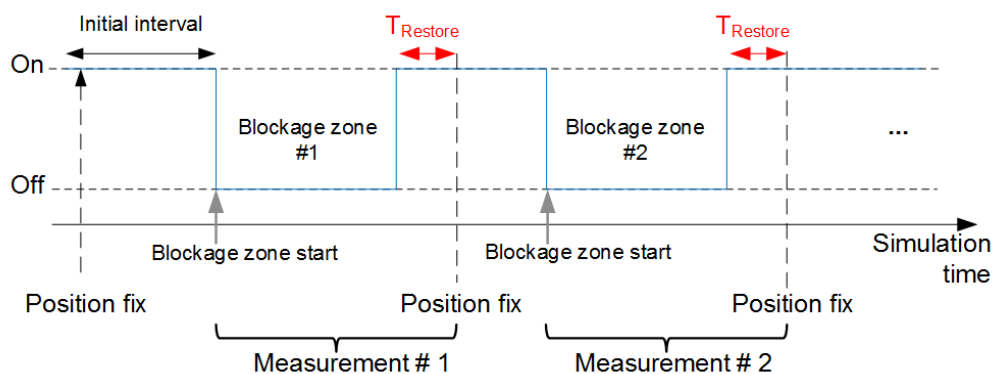 Initial interval
TRestore
TRestore
On
Blockage zone
#1
Blockage zone
#2
...
Off
Blockage zone start
Blockage zone start
Simulation
time
Position fix
Position fix
Position fix
Measurement # 1
Measurement # 2